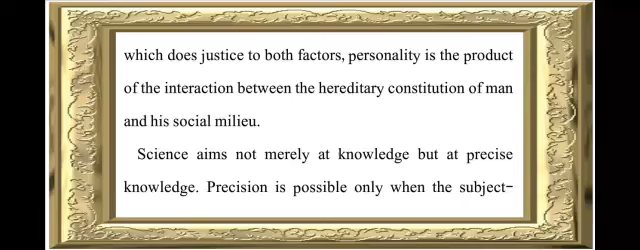 which does justice to both factors, personality is the product
of the interaction between the hereditary constitution of man
and his social milieu.
Science aims not merely at knowledge but at precise
knowledge. Precision is possible only when the subject-